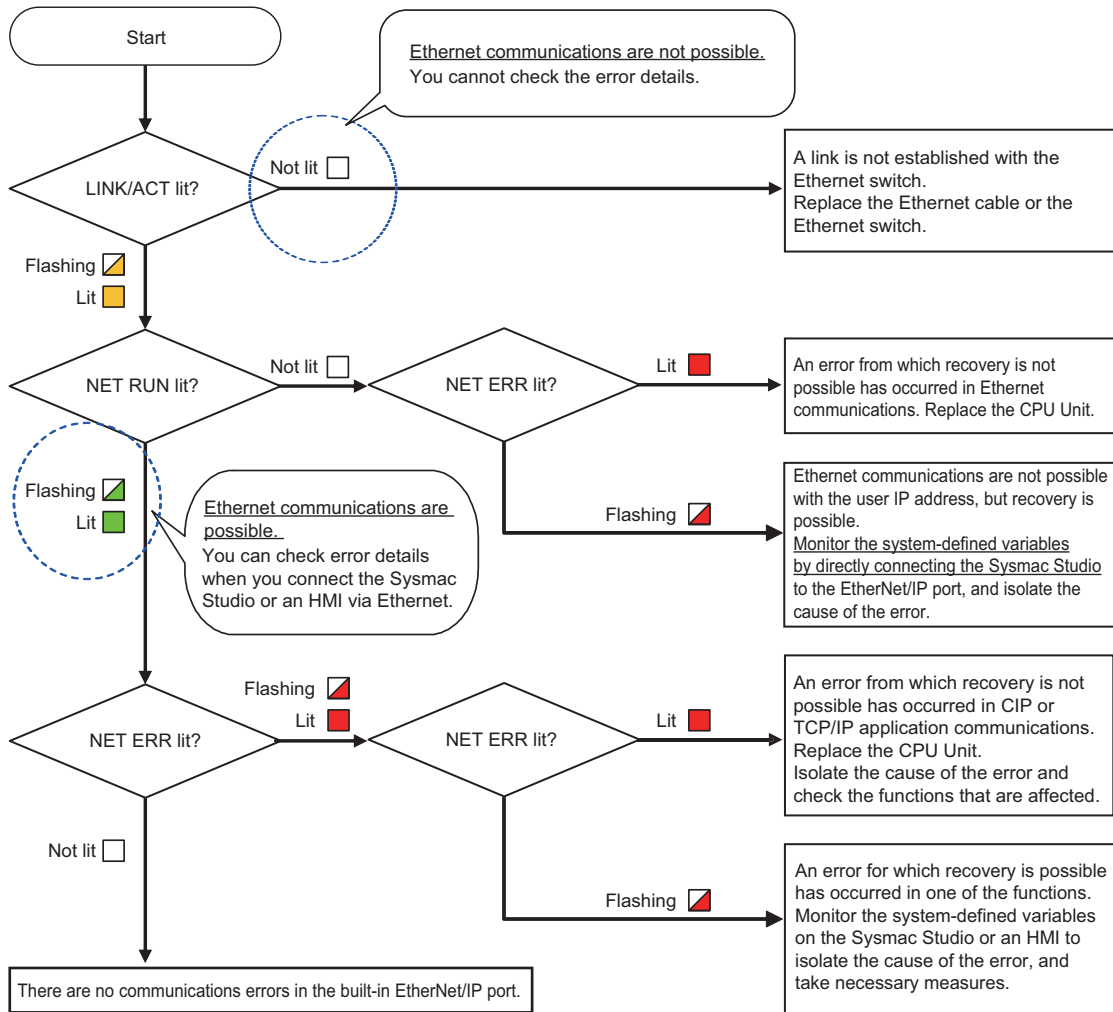 Start
Ethernet communications are not possible.
You cannot check the error details.
LINK/ACT lit?
Not lit
A link is not established with the
Ethernet switch.
Replace the Ethernet cable or the
Ethernet switch.
Flashing
Lit
NET RUN lit?
Not lit
NET ERR lit?
Lit
An error from which recovery is not
possible has occurred in Ethernet
communications. Replace the CPU Unit.
Flashing
Lit
Ethernet communications are
possible.
You can check error details
when you connect the Sysmac
Studio or an HMI via Ethernet.
Flashing
Ethernet communications are not possible
with the user IP address, but recovery is
possible.
Monitor the system-defined variables
by directly connecting the Sysmac Studio
to the EtherNet/IP port, and isolate the
cause of the error.
NET ERR lit?
Flashing
Lit
NET ERR lit?
Lit
An error from which recovery is not
possible has occurred in CIP or
TCP/IP application communications.
Replace the CPU Unit.
Isolate the cause of the error and
check the functions that are affected.
Not lit
Flashing
An error for which recovery is possible
has occurred in one of the functions.
Monitor the system-defined variables
on the Sysmac Studio or an HMI to
isolate the cause of the error, and
take necessary measures.
There are no communications errors in the built-in EtherNet/IP port.